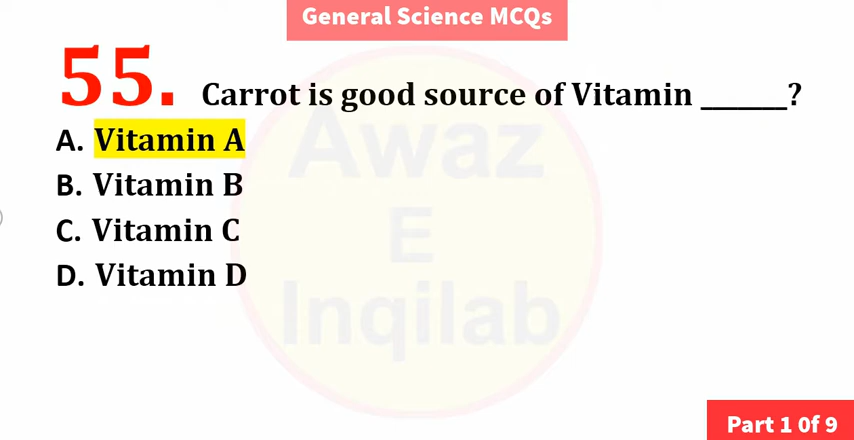 General Science MCQs
55. Carrot is good source of Vitamin ______?
A. Vitamin A
B. Vitamin B
C. Vitamin C
D. Vitamin D
Awaz
E
Inqilab
Part 1 0f 9